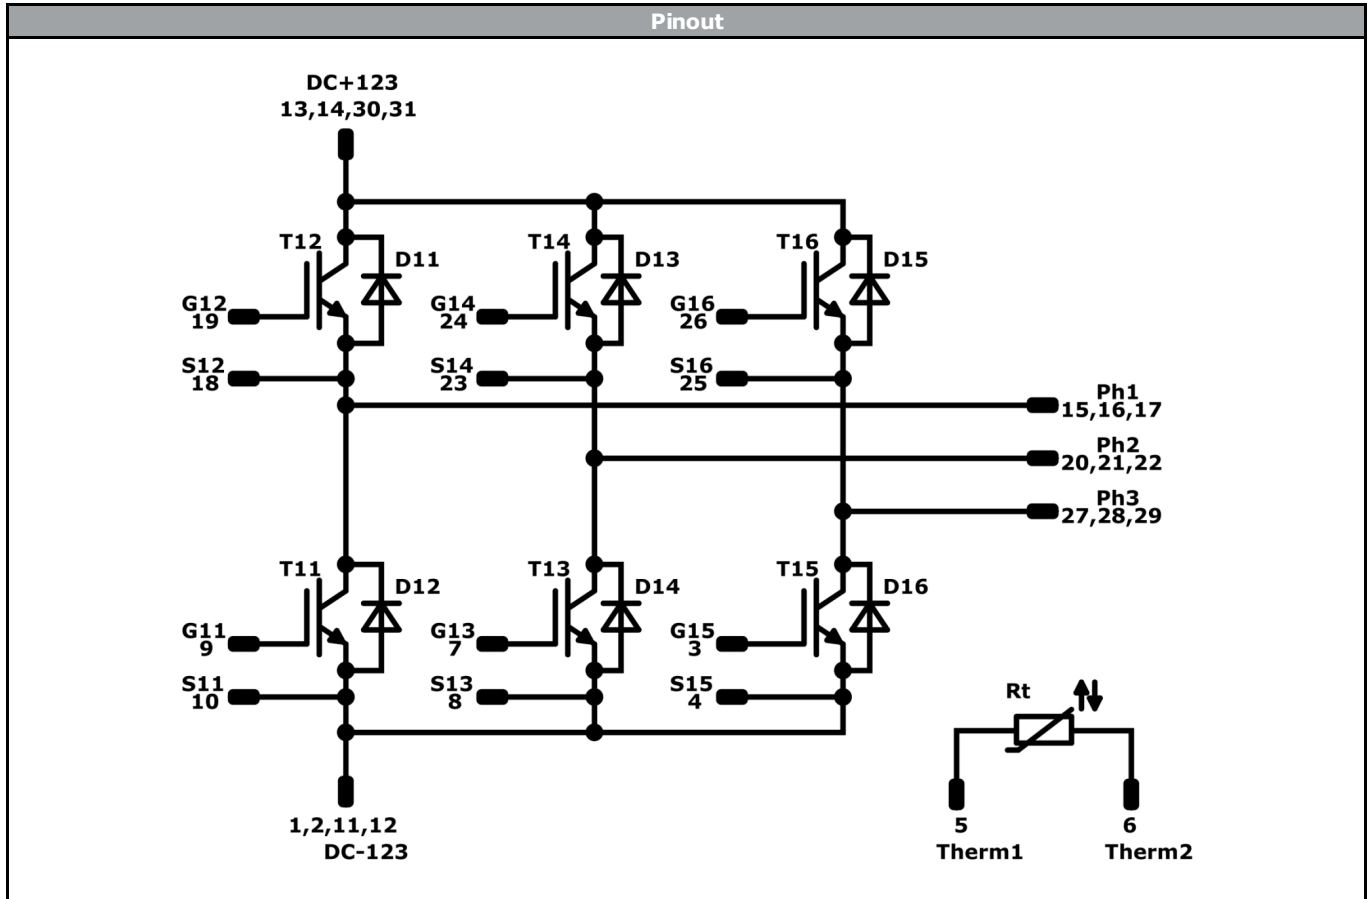 Pinout
DC+123
13,14,30,31
T12
D11
T14
D13
T16
D15
G12
19
G14
24
G16
26
S12
18
S14
23
S16
25
Ph1
15,16,17
Ph2
20,21,22
Ph3
27,28,29
T11
D12
T13
D14
T15
D16
G11
9
G13
7
G15
3
S11
10
S13
8
S15
4
Rt
1,2,11,12
DC-123
5
Therm1
6
Therm2